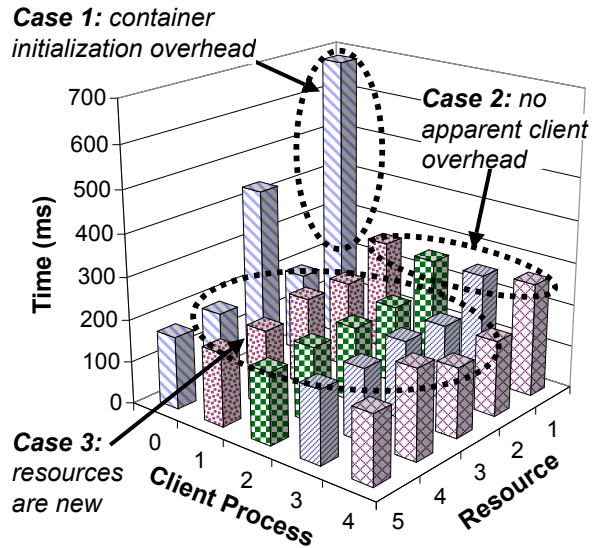 Case 1: container
initialization overhead
Case 2: no
apparent client
overhead
700
600
500
400
300
200
100
0
Time (ms)
Case 3:
resources
are new
0
1
2
3
4
Client Process
5
4
3
2
1
Resource